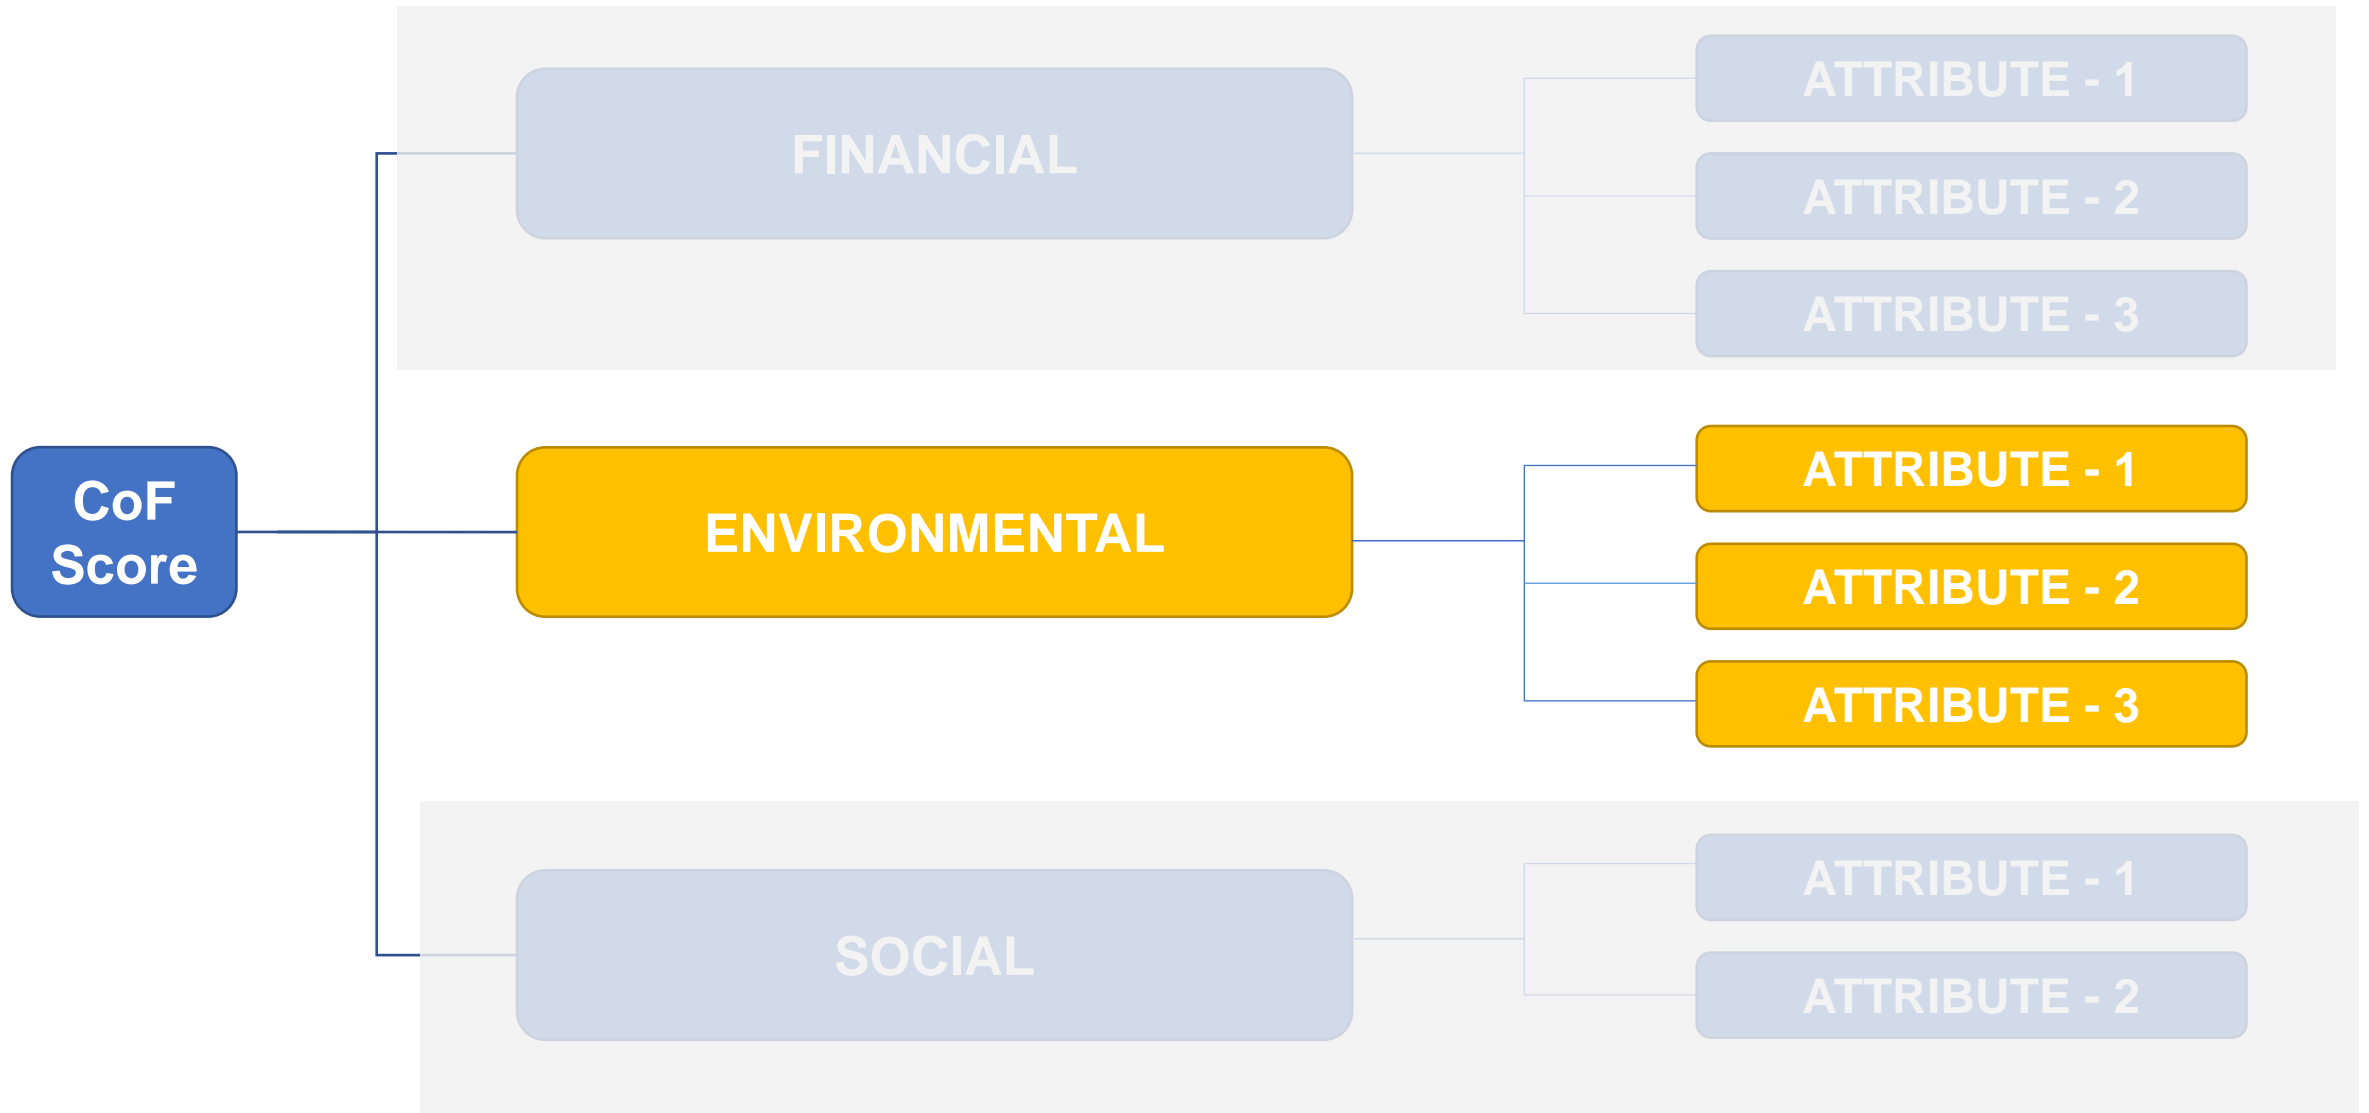 FINANCIAL
ATTRIBUTE - 1
ATTRIBUTE - 2
ATTRIBUTE - 3
CoF
Score
ENVIRONMENTAL
ATTRIBUTE - 1
ATTRIBUTE - 2
ATTRIBUTE - 3
SOCIAL
ATTRIBUTE - 1
ATTRIBUTE - 2